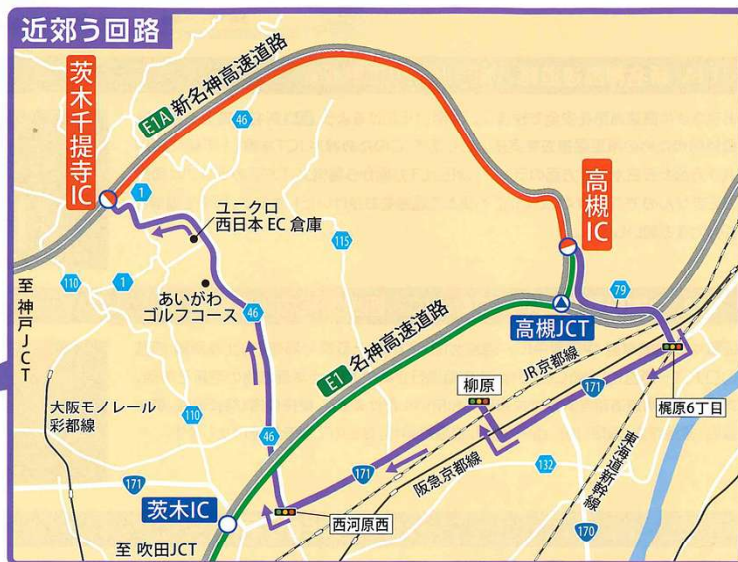 近郊う回路
茨木千提寺IC
E1A 新名神高速道路
46
1
ユニクロ
西日本 EC 倉庫
115
高槻IC
79
110
1
あいがわ
ゴルフコース
46
至 神戸JCT
E1 名神高速道路
高槻JCT
JR京都線
柳原
171
梶原6丁目
大阪モノレール
彩都線
110
46
171
阪急京都線
132
東海道新幹線
171
茨木IC
西河原西
170
至 吹田JCT